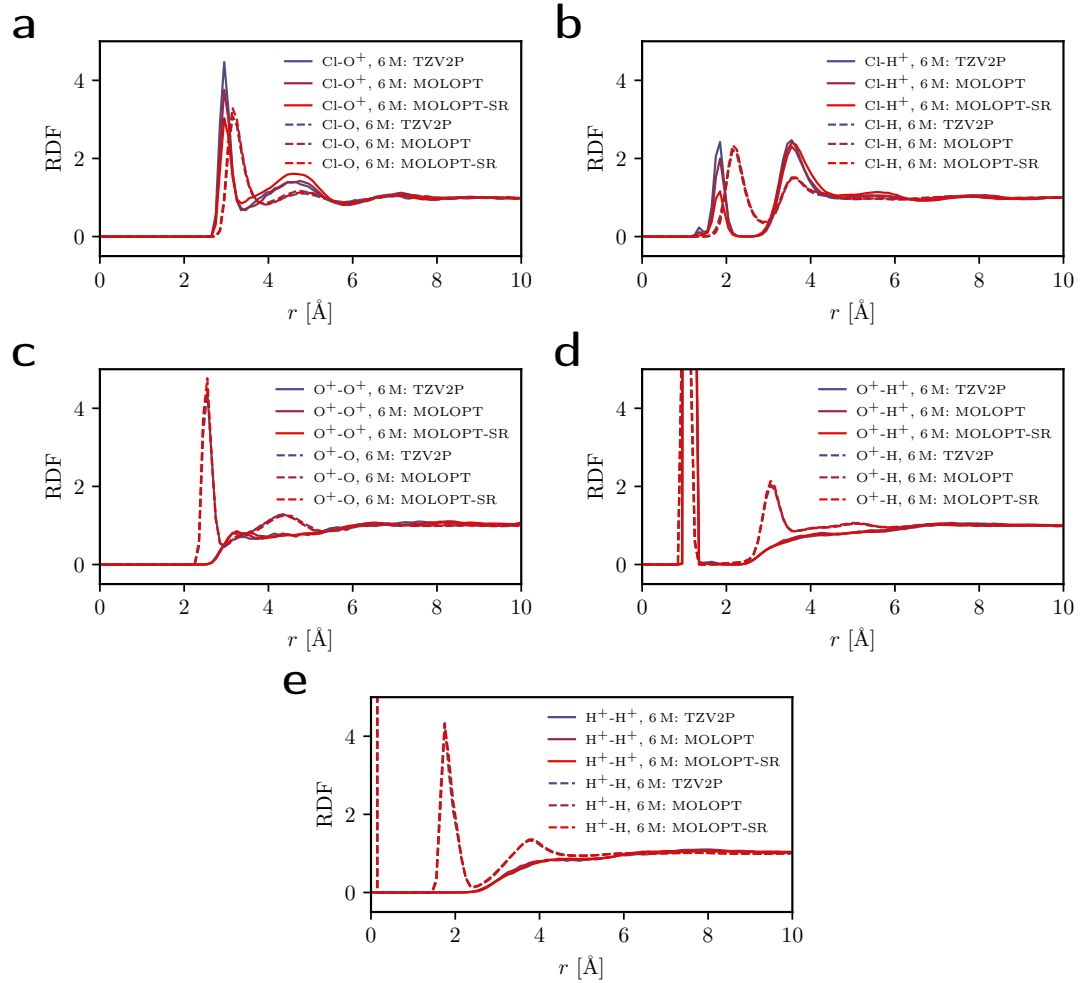 a
RDF
4
2
0
Cl-O⁺, 6 M: TZV2P
Cl-O⁺, 6 M: MOLOPT
Cl-O⁺, 6 M: MOLOPT-SR
Cl-O, 6 M: TZV2P
Cl-O, 6 M: MOLOPT
Cl-O, 6 M: MOLOPT-SR
0 2 4 6 8 10
r [Å]
b
RDF
4
2
0
Cl-H⁺, 6 M: TZV2P
Cl-H⁺, 6 M: MOLOPT
Cl-H⁺, 6 M: MOLOPT-SR
Cl-H, 6 M: TZV2P
Cl-H, 6 M: MOLOPT
Cl-H, 6 M: MOLOPT-SR
0 2 4 6 8 10
r [Å]
c
RDF
4
2
0
O⁺-O⁺, 6 M: TZV2P
O⁺-O⁺, 6 M: MOLOPT
O⁺-O⁺, 6 M: MOLOPT-SR
O⁺-O, 6 M: TZV2P
O⁺-O, 6 M: MOLOPT
O⁺-O, 6 M: MOLOPT-SR
0 2 4 6 8 10
r [Å]
d
RDF
4
2
0
O⁺-H⁺, 6 M: TZV2P
O⁺-H⁺, 6 M: MOLOPT
O⁺-H⁺, 6 M: MOLOPT-SR
O⁺-H, 6 M: TZV2P
O⁺-H, 6 M: MOLOPT
O⁺-H, 6 M: MOLOPT-SR
0 2 4 6 8 10
r [Å]
e
RDF
4
2
0
H⁺-H⁺, 6 M: TZV2P
H⁺-H⁺, 6 M: MOLOPT
H⁺-H⁺, 6 M: MOLOPT-SR
H⁺-H, 6 M: TZV2P
H⁺-H, 6 M: MOLOPT
H⁺-H, 6 M: MOLOPT-SR
0 2 4 6 8 10
r [Å]